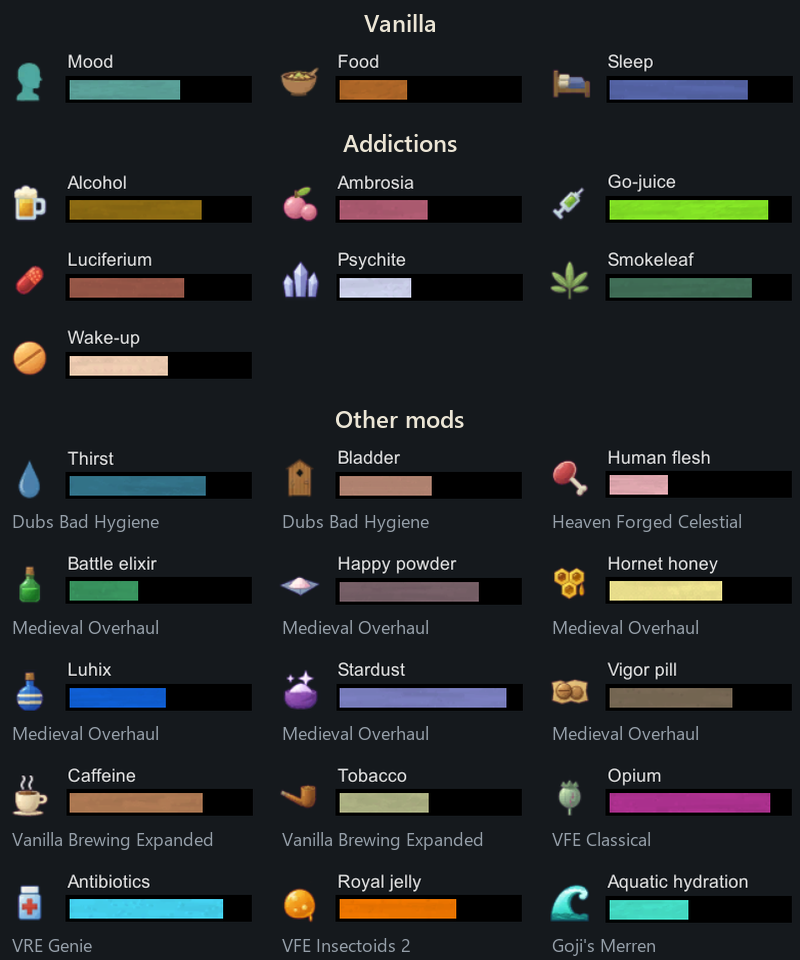 Vanilla
Mood
Food
Sleep
Addictions
Alcohol
Ambrosia
Go-juice
Luciferium
Psychite
Smokeleaf
Wake-up
Other mods
Thirst
Bladder
Human flesh
Dubs Bad Hygiene
Dubs Bad Hygiene
Heaven Forged Celestial
Battle elixir
Happy powder
Hornet honey
Medieval Overhaul
Medieval Overhaul
Medieval Overhaul
Luhix
Stardust
Vigor pill
Medieval Overhaul
Medieval Overhaul
Medieval Overhaul
Caffeine
Tobacco
Opium
Vanilla Brewing Expanded
Vanilla Brewing Expanded
VFE Classical
Antibiotics
Royal jelly
Aquatic hydration
VRE Genie
VFE Insectoids 2
Goji's Merren